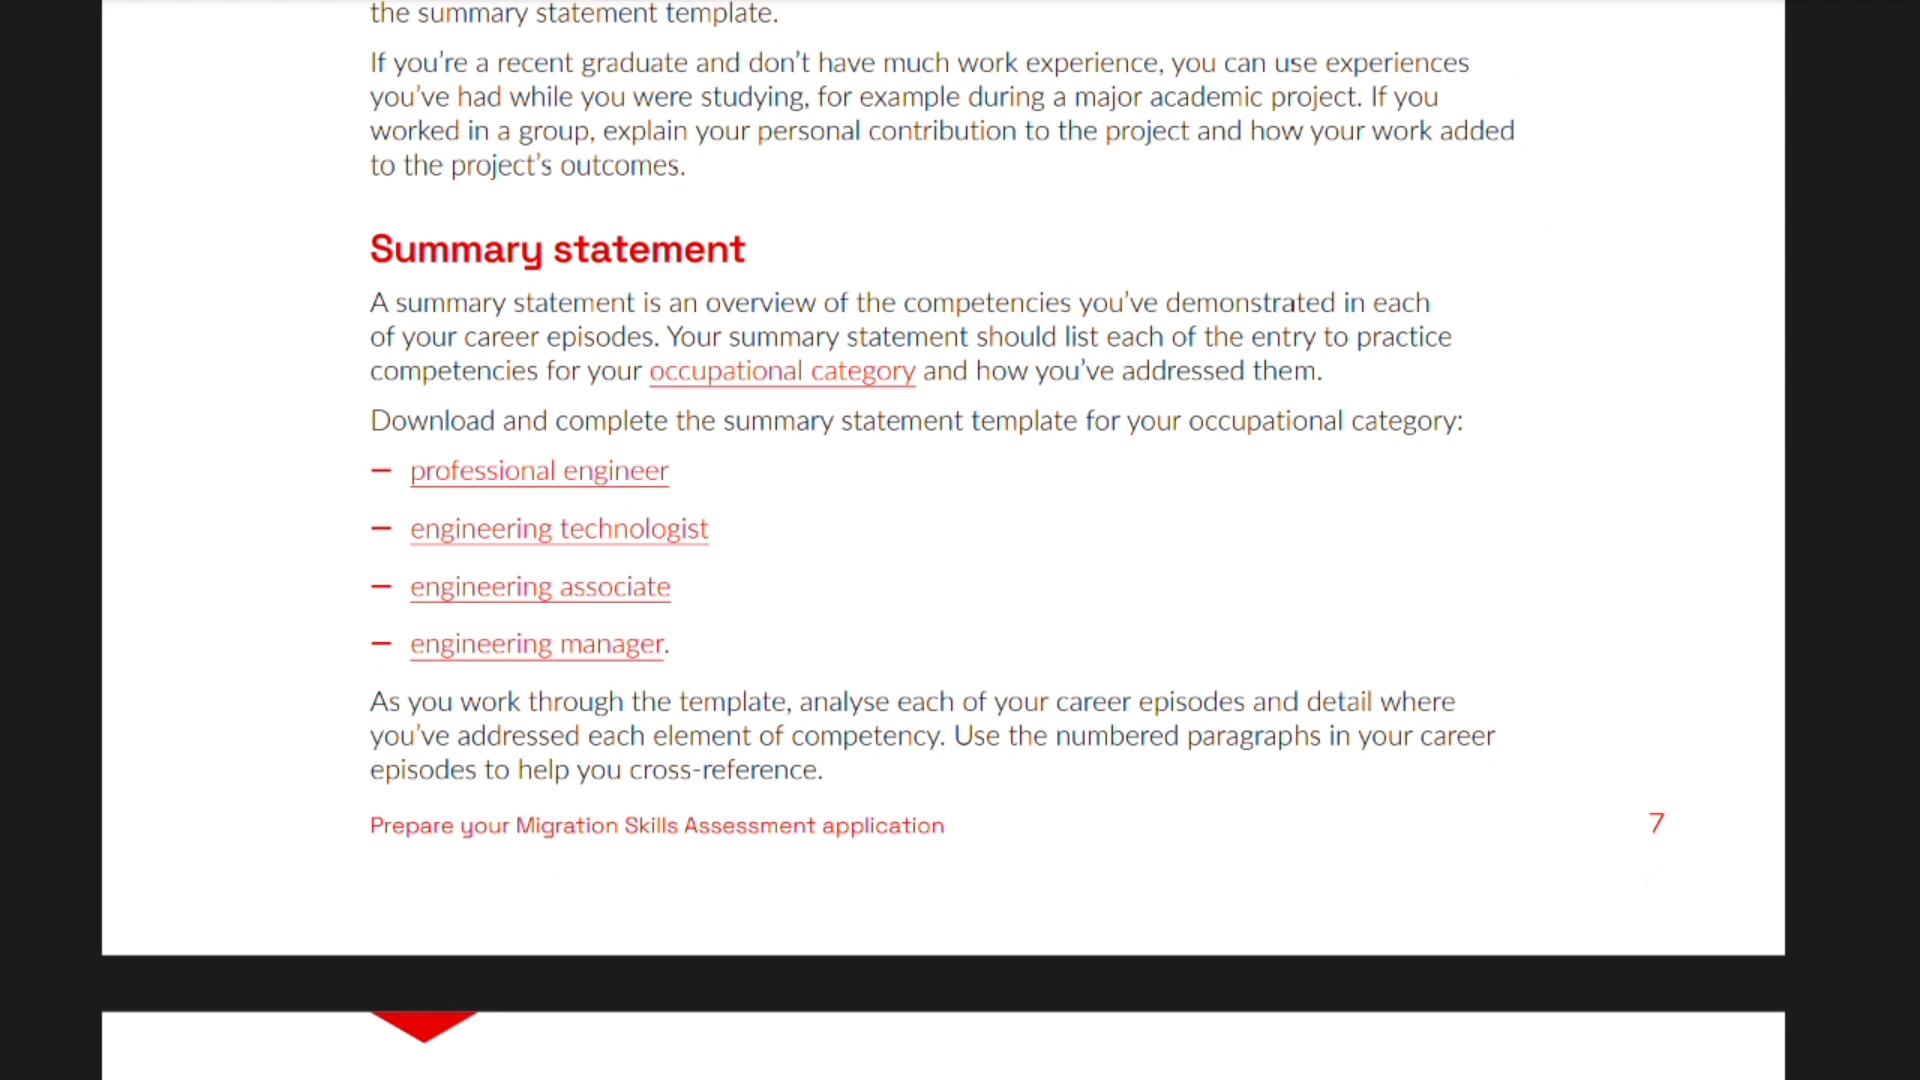 the summary statement template.
If you’re a recent graduate and don’t have much work experience, you can use experiences
you’ve had while you were studying, for example during a major academic project. If you
worked in a group, explain your personal contribution to the project and how your work added
to the project’s outcomes.
Summary statement
A summary statement is an overview of the competencies you’ve demonstrated in each
of your career episodes. Your summary statement should list each of the entry to practice
competencies for your occupational category and how you’ve addressed them.
Download and complete the summary statement template for your occupational category:
— professional engineer
— engineering technologist
— engineering associate
— engineering manager.
As you work through the template, analyse each of your career episodes and detail where
you’ve addressed each element of competency. Use the numbered paragraphs in your career
episodes to help you cross-reference.
Prepare your Migration Skills Assessment application 7